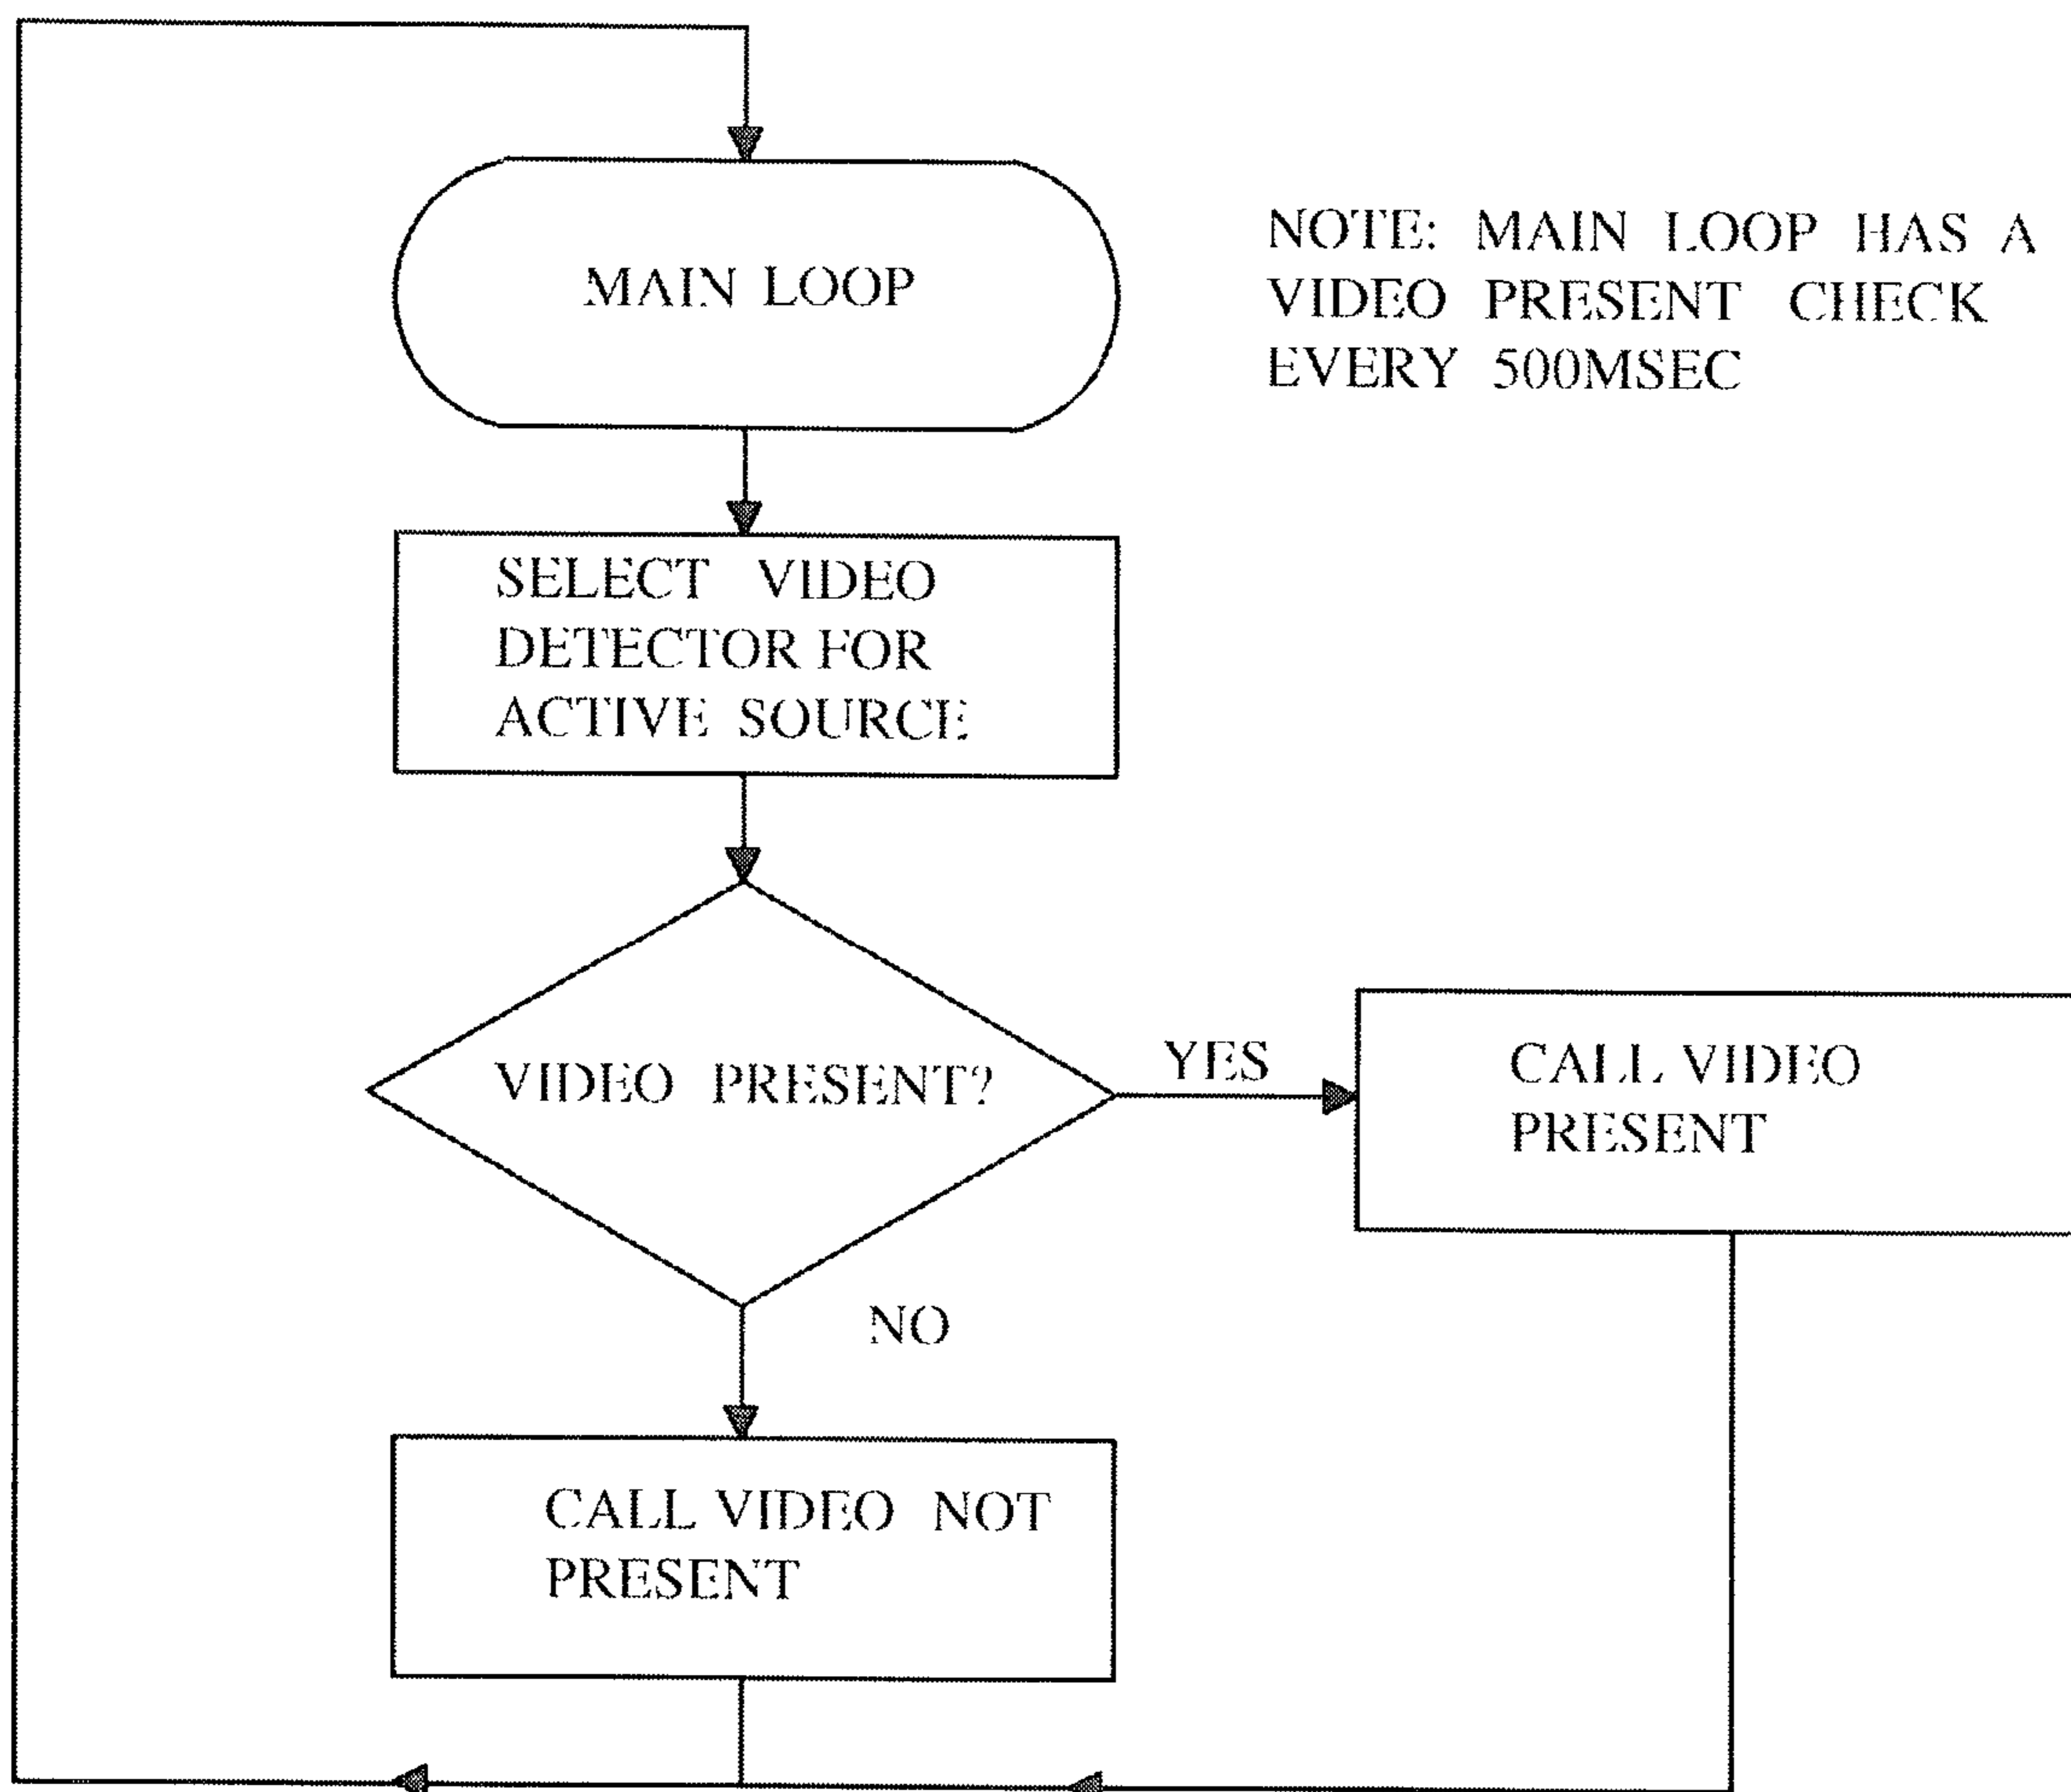 MAIN LOOP
NOTE: MAIN LOOP HAS A
VIDEO PRESENT CHECK
EVERY 500MSEC
SELECT VIDEO
DETECTOR FOR
ACTIVE SOURCE
VIDEO PRESENT?
YES
CALL VIDEO
PRESENT
NO
CALL VIDEO NOT
PRESENT